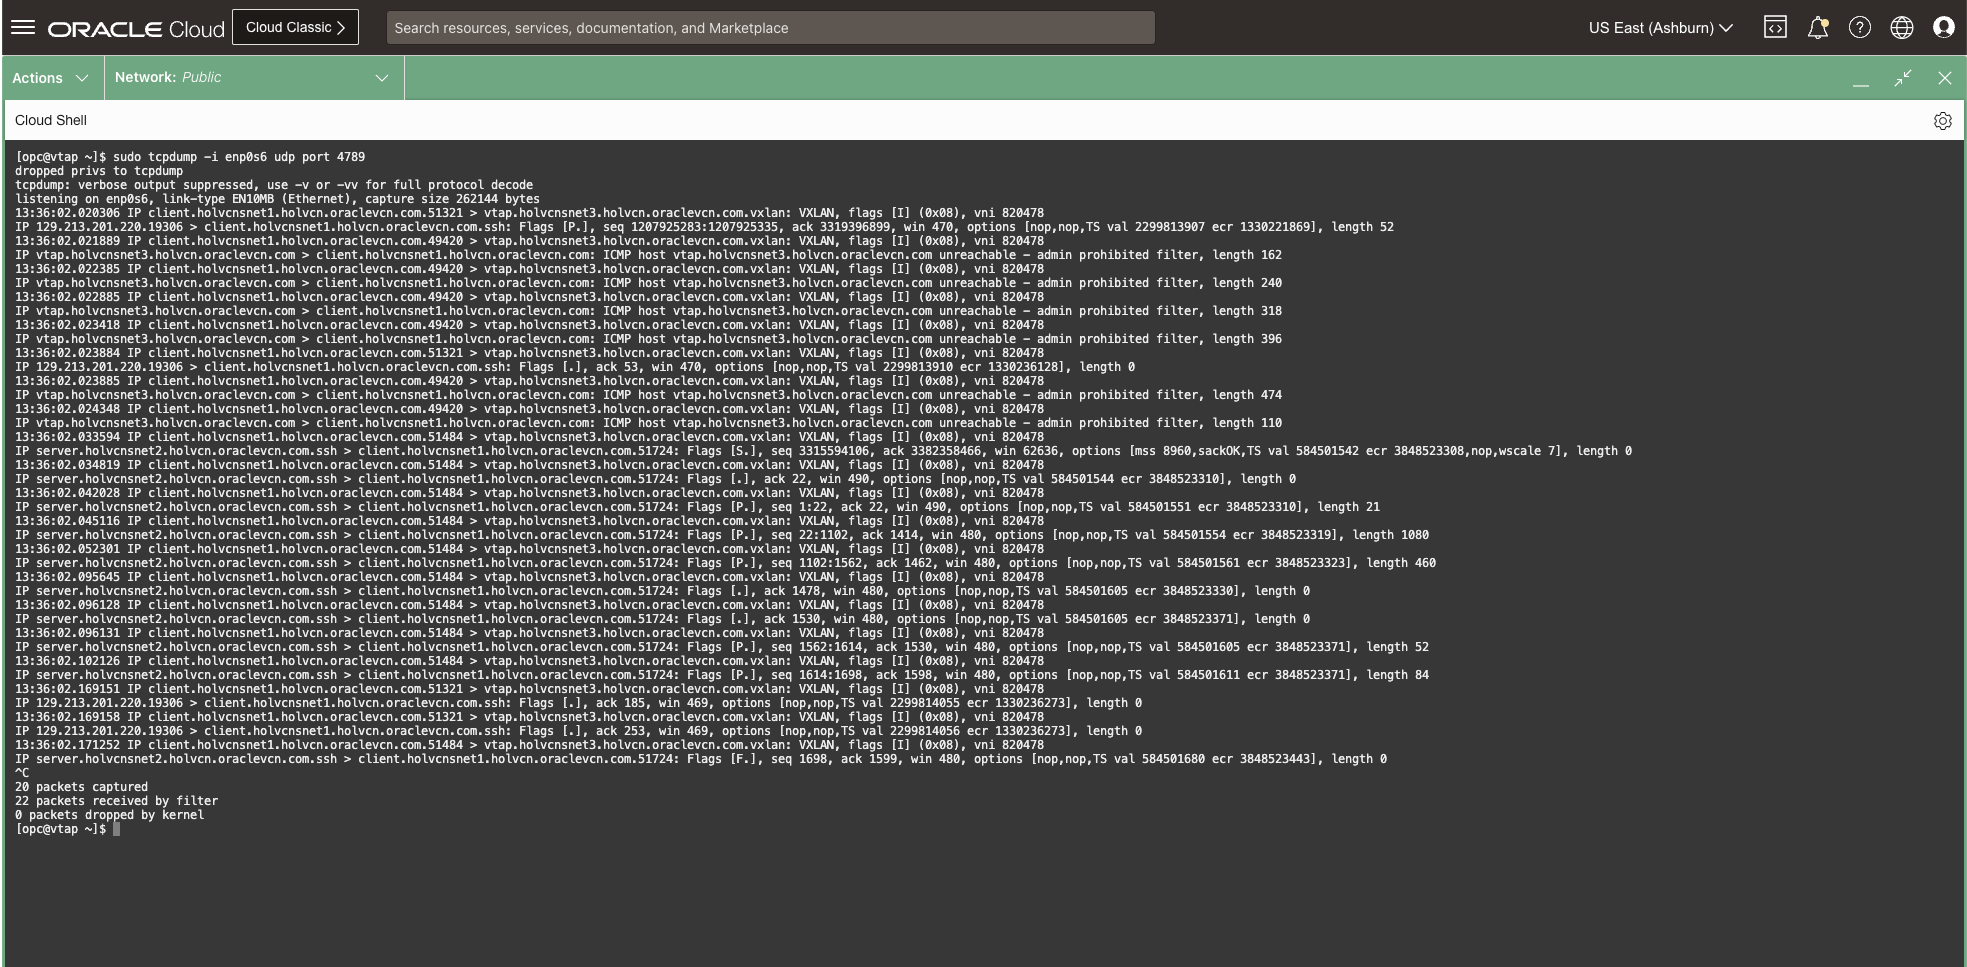 ORACLE Cloud
Cloud Classic >
Search resources, services, documentation, and Marketplace
US East (Ashburn)
Actions
Network: Public
Cloud Shell
[opc@vtap ~]$ sudo tcpdump -i enp0s6 udp port 4789
dropped privs to tcpdump
tcpdump: verbose output suppressed, use -v or -vv for full protocol decode
listening on enp0s6, link-type EN10MB (Ethernet), capture size 262144 bytes
13:36:02.020306 IP client.holvcnsnet1.holvcn.oraclevcn.com.51321 > vtap.holvcnsnet3.holvcn.oraclevcn.com.vxlan: VXLAN, flags [I] (0x08), vni 820478
IP 129.213.201.220.19306 > client.holvcnsnet1.holvcn.oraclevcn.com.ssh: Flags [P.], seq 1207925283:1207925335, ack 3319396899, win 470, options [nop,nop,TS val 2299813907 ecr 1330221869], length 52
13:36:02.021889 IP client.holvcnsnet1.holvcn.oraclevcn.com.49420 > vtap.holvcnsnet3.holvcn.oraclevcn.com.vxlan: VXLAN, flags [I] (0x08), vni 820478
IP vtap.holvcnsnet3.holvcn.oraclevcn.com > client.holvcnsnet1.holvcn.oraclevcn.com: ICMP host vtap.holvcnsnet3.holvcn.oraclevcn.com unreachable - admin prohibited filter, length 162
13:36:02.022385 IP client.holvcnsnet1.holvcn.oraclevcn.com.49420 > vtap.holvcnsnet3.holvcn.oraclevcn.com.vxlan: VXLAN, flags [I] (0x08), vni 820478
IP vtap.holvcnsnet3.holvcn.oraclevcn.com > client.holvcnsnet1.holvcn.oraclevcn.com: ICMP host vtap.holvcnsnet3.holvcn.oraclevcn.com unreachable - admin prohibited filter, length 240
13:36:02.022885 IP client.holvcnsnet1.holvcn.oraclevcn.com.49420 > vtap.holvcnsnet3.holvcn.oraclevcn.com.vxlan: VXLAN, flags [I] (0x08), vni 820478
IP vtap.holvcnsnet3.holvcn.oraclevcn.com > client.holvcnsnet1.holvcn.oraclevcn.com: ICMP host vtap.holvcnsnet3.holvcn.oraclevcn.com unreachable - admin prohibited filter, length 318
13:36:02.023418 IP client.holvcnsnet1.holvcn.oraclevcn.com.49420 > vtap.holvcnsnet3.holvcn.oraclevcn.com.vxlan: VXLAN, flags [I] (0x08), vni 820478
IP vtap.holvcnsnet3.holvcn.oraclevcn.com > client.holvcnsnet1.holvcn.oraclevcn.com: ICMP host vtap.holvcnsnet3.holvcn.oraclevcn.com unreachable - admin prohibited filter, length 396
13:36:02.023884 IP client.holvcnsnet1.holvcn.oraclevcn.com.51321 > vtap.holvcnsnet3.holvcn.oraclevcn.com.vxlan: VXLAN, flags [I] (0x08), vni 820478
IP 129.213.201.220.19306 > client.holvcnsnet1.holvcn.oraclevcn.com.ssh: Flags [.], ack 53, win 470, options [nop,nop,TS val 2299813910 ecr 1330236128], length 0
13:36:02.023885 IP client.holvcnsnet1.holvcn.oraclevcn.com.49420 > vtap.holvcnsnet3.holvcn.oraclevcn.com.vxlan: VXLAN, flags [I] (0x08), vni 820478
IP vtap.holvcnsnet3.holvcn.oraclevcn.com > client.holvcnsnet1.holvcn.oraclevcn.com: ICMP host vtap.holvcnsnet3.holvcn.oraclevcn.com unreachable - admin prohibited filter, length 474
13:36:02.024348 IP client.holvcnsnet1.holvcn.oraclevcn.com.49420 > vtap.holvcnsnet3.holvcn.oraclevcn.com.vxlan: VXLAN, flags [I] (0x08), vni 820478
IP vtap.holvcnsnet3.holvcn.oraclevcn.com > client.holvcnsnet1.holvcn.oraclevcn.com: ICMP host vtap.holvcnsnet3.holvcn.oraclevcn.com unreachable - admin prohibited filter, length 110
13:36:02.033594 IP client.holvcnsnet1.holvcn.oraclevcn.com.51484 > vtap.holvcnsnet3.holvcn.oraclevcn.com.vxlan: VXLAN, flags [I] (0x08), vni 820478
IP server.holvcnsnet2.holvcn.oraclevcn.com.ssh > client.holvcnsnet1.holvcn.oraclevcn.com.51724: Flags [S.], seq 3315594106, ack 3382358466, win 62636, options [mss 8960,sackOK,TS val 584501542 ecr 3848523308,nop,wscale 7], length 0
13:36:02.034819 IP client.holvcnsnet1.holvcn.oraclevcn.com.51484 > vtap.holvcnsnet3.holvcn.oraclevcn.com.vxlan: VXLAN, flags [I] (0x08), vni 820478
IP server.holvcnsnet2.holvcn.oraclevcn.com.ssh > client.holvcnsnet1.holvcn.oraclevcn.com.51724: Flags [.], ack 22, win 490, options [nop,nop,TS val 584501544 ecr 3848523310], length 0
13:36:02.042028 IP client.holvcnsnet1.holvcn.oraclevcn.com.51484 > vtap.holvcnsnet3.holvcn.oraclevcn.com.vxlan: VXLAN, flags [I] (0x08), vni 820478
IP server.holvcnsnet2.holvcn.oraclevcn.com.ssh > client.holvcnsnet1.holvcn.oraclevcn.com.51724: Flags [P.], seq 1:22, ack 22, win 490, options [nop,nop,TS val 584501551 ecr 3848523310], length 21
13:36:02.045116 IP client.holvcnsnet1.holvcn.oraclevcn.com.51484 > vtap.holvcnsnet3.holvcn.oraclevcn.com.vxlan: VXLAN, flags [I] (0x08), vni 820478
IP server.holvcnsnet2.holvcn.oraclevcn.com.ssh > client.holvcnsnet1.holvcn.oraclevcn.com.51724: Flags [P.], seq 22:1102, ack 1414, win 480, options [nop,nop,TS val 584501554 ecr 3848523319], length 1080
13:36:02.052301 IP client.holvcnsnet1.holvcn.oraclevcn.com.51484 > vtap.holvcnsnet3.holvcn.oraclevcn.com.vxlan: VXLAN, flags [I] (0x08), vni 820478
IP server.holvcnsnet2.holvcn.oraclevcn.com.ssh > client.holvcnsnet1.holvcn.oraclevcn.com.51724: Flags [P.], seq 1102:1562, ack 1462, win 480, options [nop,nop,TS val 584501561 ecr 3848523323], length 460
13:36:02.095645 IP client.holvcnsnet1.holvcn.oraclevcn.com.51484 > vtap.holvcnsnet3.holvcn.oraclevcn.com.vxlan: VXLAN, flags [I] (0x08), vni 820478
IP server.holvcnsnet2.holvcn.oraclevcn.com.ssh > client.holvcnsnet1.holvcn.oraclevcn.com.51724: Flags [.], ack 1478, win 480, options [nop,nop,TS val 584501605 ecr 3848523330], length 0
13:36:02.096128 IP client.holvcnsnet1.holvcn.oraclevcn.com.51484 > vtap.holvcnsnet3.holvcn.oraclevcn.com.vxlan: VXLAN, flags [I] (0x08), vni 820478
IP server.holvcnsnet2.holvcn.oraclevcn.com.ssh > client.holvcnsnet1.holvcn.oraclevcn.com.51724: Flags [.], ack 1530, win 480, options [nop,nop,TS val 584501605 ecr 3848523371], length 0
13:36:02.096131 IP client.holvcnsnet1.holvcn.oraclevcn.com.51484 > vtap.holvcnsnet3.holvcn.oraclevcn.com.vxlan: VXLAN, flags [I] (0x08), vni 820478
IP server.holvcnsnet2.holvcn.oraclevcn.com.ssh > client.holvcnsnet1.holvcn.oraclevcn.com.51724: Flags [P.], seq 1562:1614, ack 1530, win 480, options [nop,nop,TS val 584501605 ecr 3848523371], length 52
13:36:02.102126 IP client.holvcnsnet1.holvcn.oraclevcn.com.51484 > vtap.holvcnsnet3.holvcn.oraclevcn.com.vxlan: VXLAN, flags [I] (0x08), vni 820478
IP server.holvcnsnet2.holvcn.oraclevcn.com.ssh > client.holvcnsnet1.holvcn.oraclevcn.com.51724: Flags [P.], seq 1614:1698, ack 1598, win 480, options [nop,nop,TS val 584501611 ecr 3848523371], length 84
13:36:02.169151 IP client.holvcnsnet1.holvcn.oraclevcn.com.51321 > vtap.holvcnsnet3.holvcn.oraclevcn.com.vxlan: VXLAN, flags [I] (0x08), vni 820478
IP 129.213.201.220.19306 > client.holvcnsnet1.holvcn.oraclevcn.com.ssh: Flags [.], ack 185, win 469, options [nop,nop,TS val 2299814055 ecr 1330236273], length 0
13:36:02.169158 IP client.holvcnsnet1.holvcn.oraclevcn.com.51321 > vtap.holvcnsnet3.holvcn.oraclevcn.com.vxlan: VXLAN, flags [I] (0x08), vni 820478
IP 129.213.201.220.19306 > client.holvcnsnet1.holvcn.oraclevcn.com.ssh: Flags [.], ack 253, win 469, options [nop,nop,TS val 2299814056 ecr 1330236273], length 0
13:36:02.171252 IP client.holvcnsnet1.holvcn.oraclevcn.com.51484 > vtap.holvcnsnet3.holvcn.oraclevcn.com.vxlan: VXLAN, flags [I] (0x08), vni 820478
IP server.holvcnsnet2.holvcn.oraclevcn.com.ssh > client.holvcnsnet1.holvcn.oraclevcn.com.51724: Flags [F.], seq 1698, ack 1599, win 480, options [nop,nop,TS val 584501680 ecr 3848523443], length 0
^C
20 packets captured
22 packets received by filter
0 packets dropped by kernel
[opc@vtap ~]$